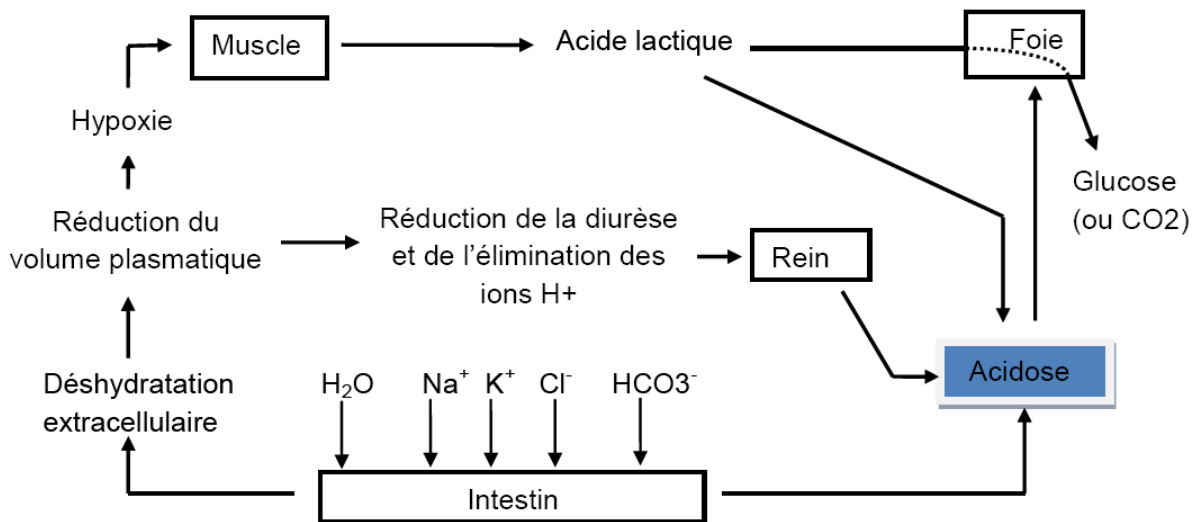 Muscle
Acide lactique
Foie
Hypoxie
Glucose
(ou CO2)
Réduction du
volume plasmatique
Réduction de la diurèse
et de l'élimination des
ions H+
Rein
Acidose
Déshydratation
extracellulaire
H₂O Na⁺ K⁺ Cl⁻ HCO3⁻
Intestin